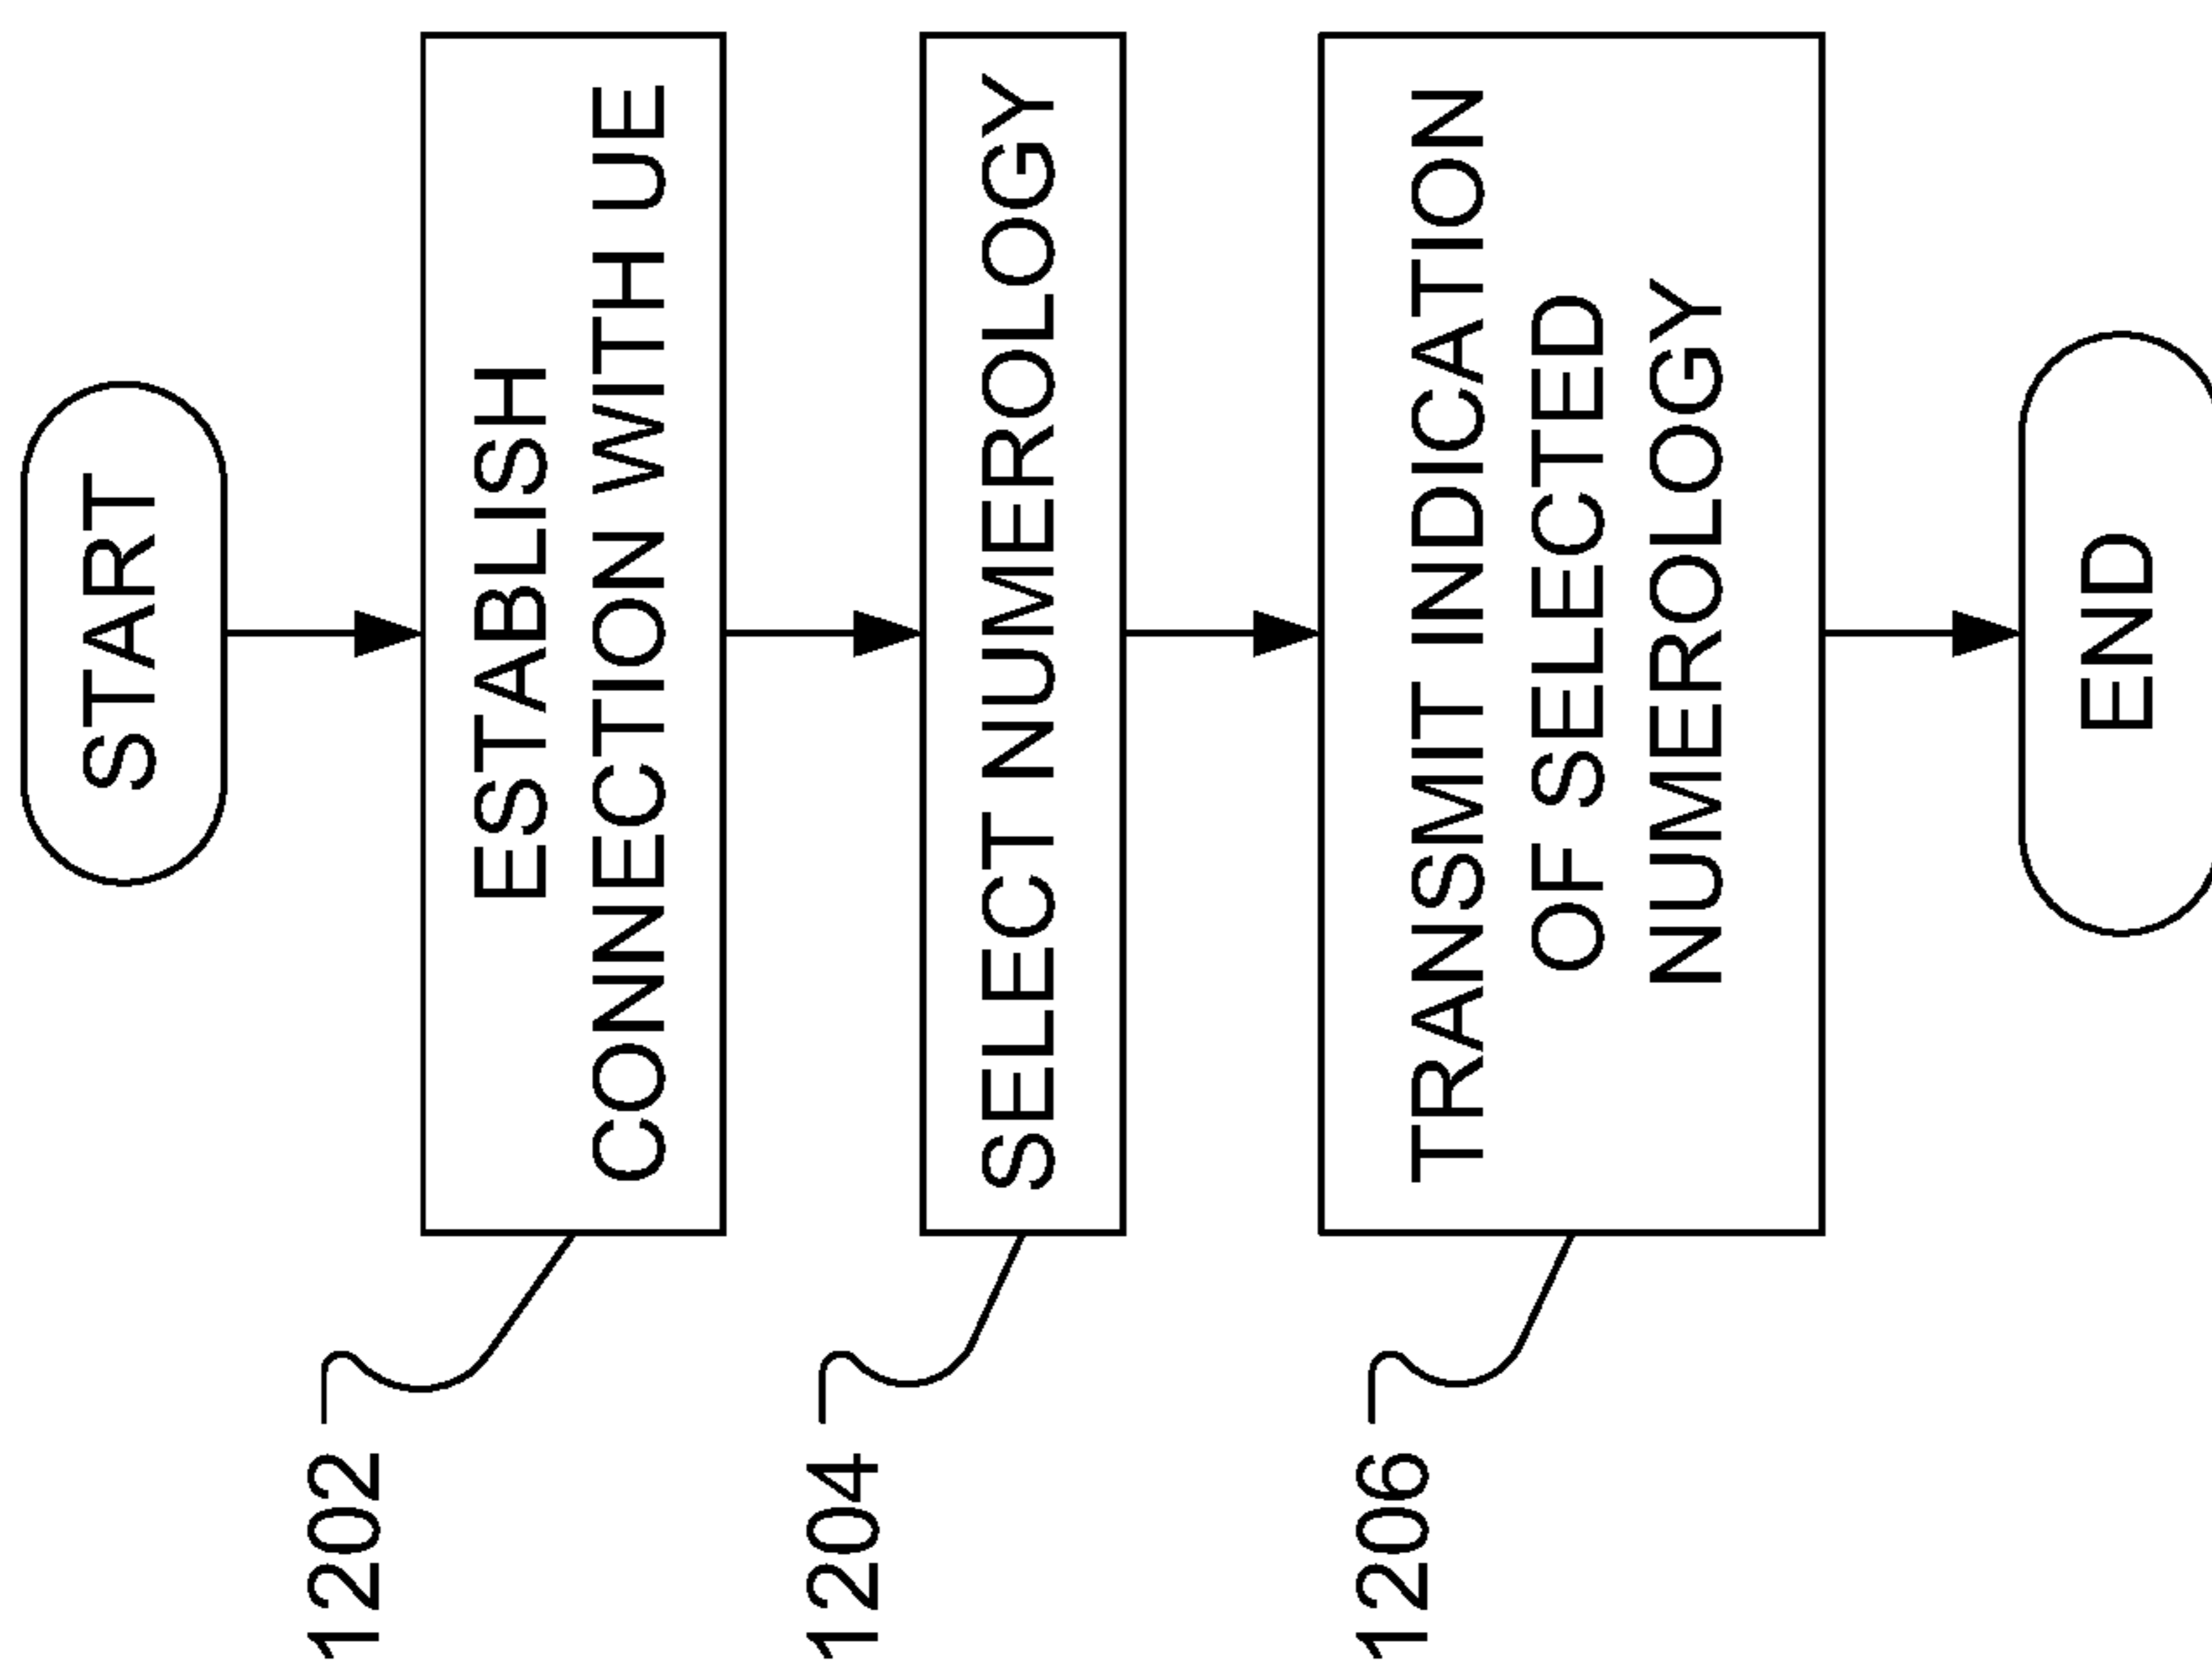 START
1202
ESTABLISH
CONNECTION WITH UE
1204
SELECT NUMEROLOGY
1206
TRANSMIT INDICATION
OF SELECTED
NUMEROLOGY
END